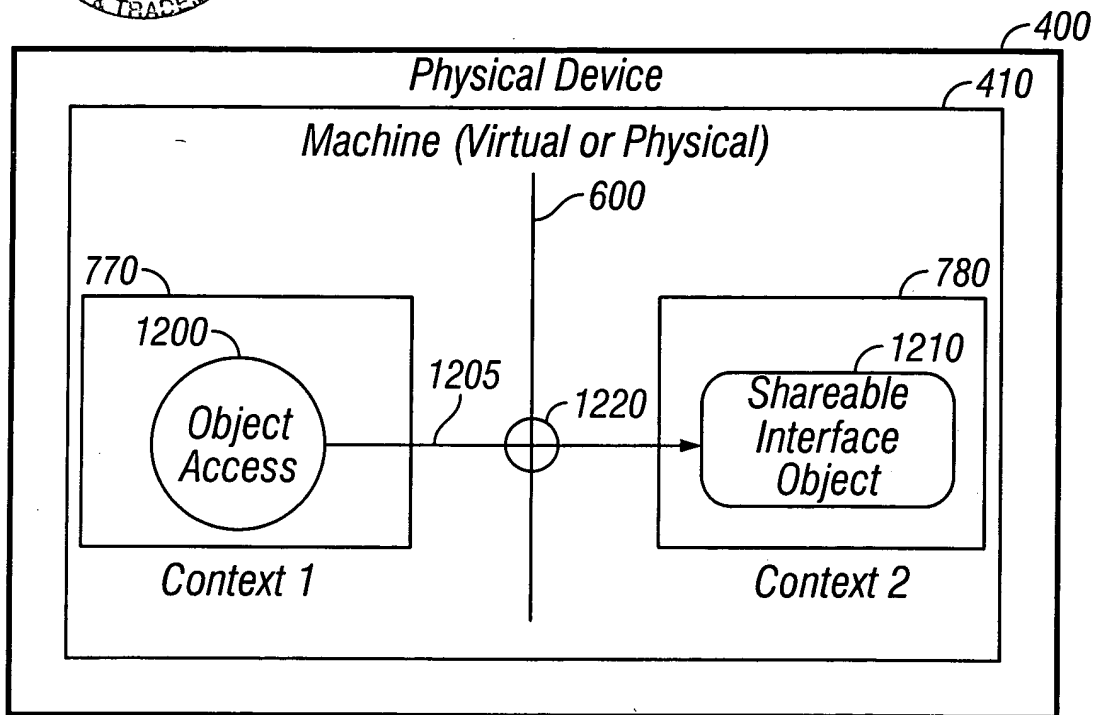 & TRADEM
400
Physical Device
410
Machine (Virtual or Physical)
600
770
780
1200
1210
1205
1220
Object
Access
Shareable
Interface
Object
Context 1
Context 2